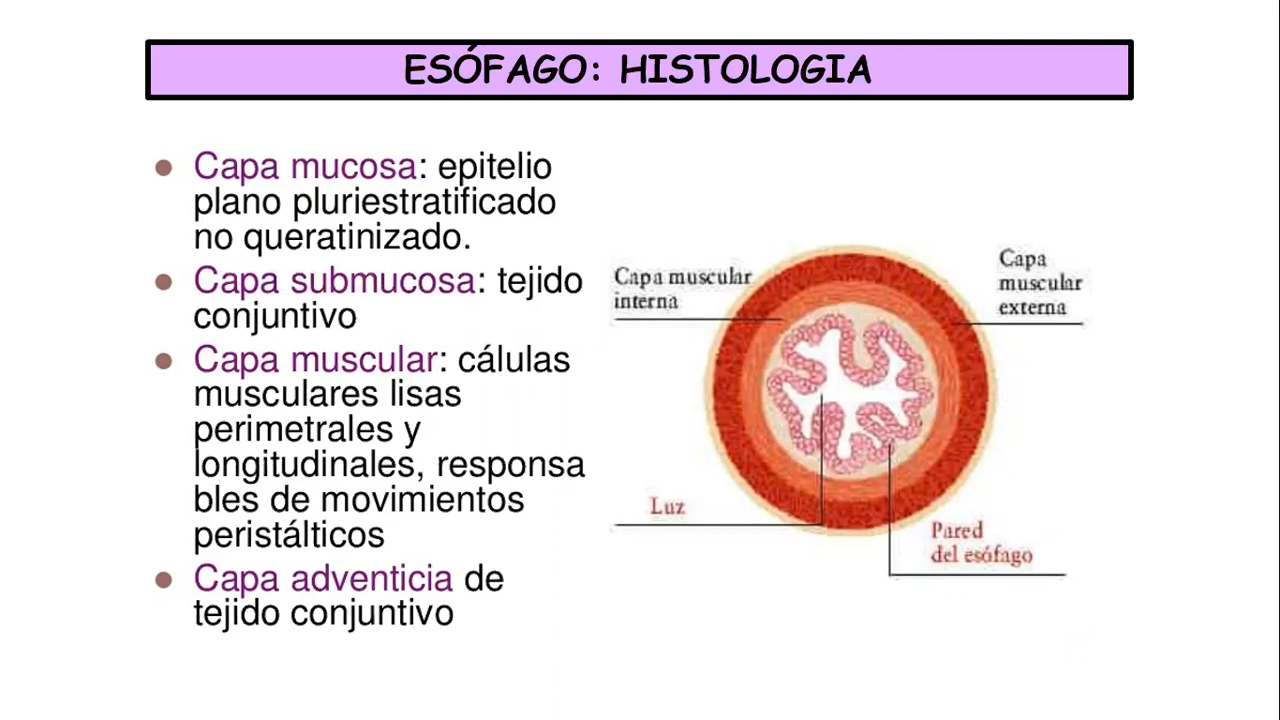 ESÓFAGO: HISTOLOGIA
Capa mucosa: epitelio
plano pluriestratificado
no queratinizado.
Capa submucosa: tejido
conjuntivo
Capa muscular: cálulas
musculares lisas
perimetrales y
longitudinales, responsa
bles de movimientos
peristálticos
Capa adventicia de
tejido conjuntivo
Capa muscular
interna
Capa
muscular
externa
Luz
Pared
del esófago